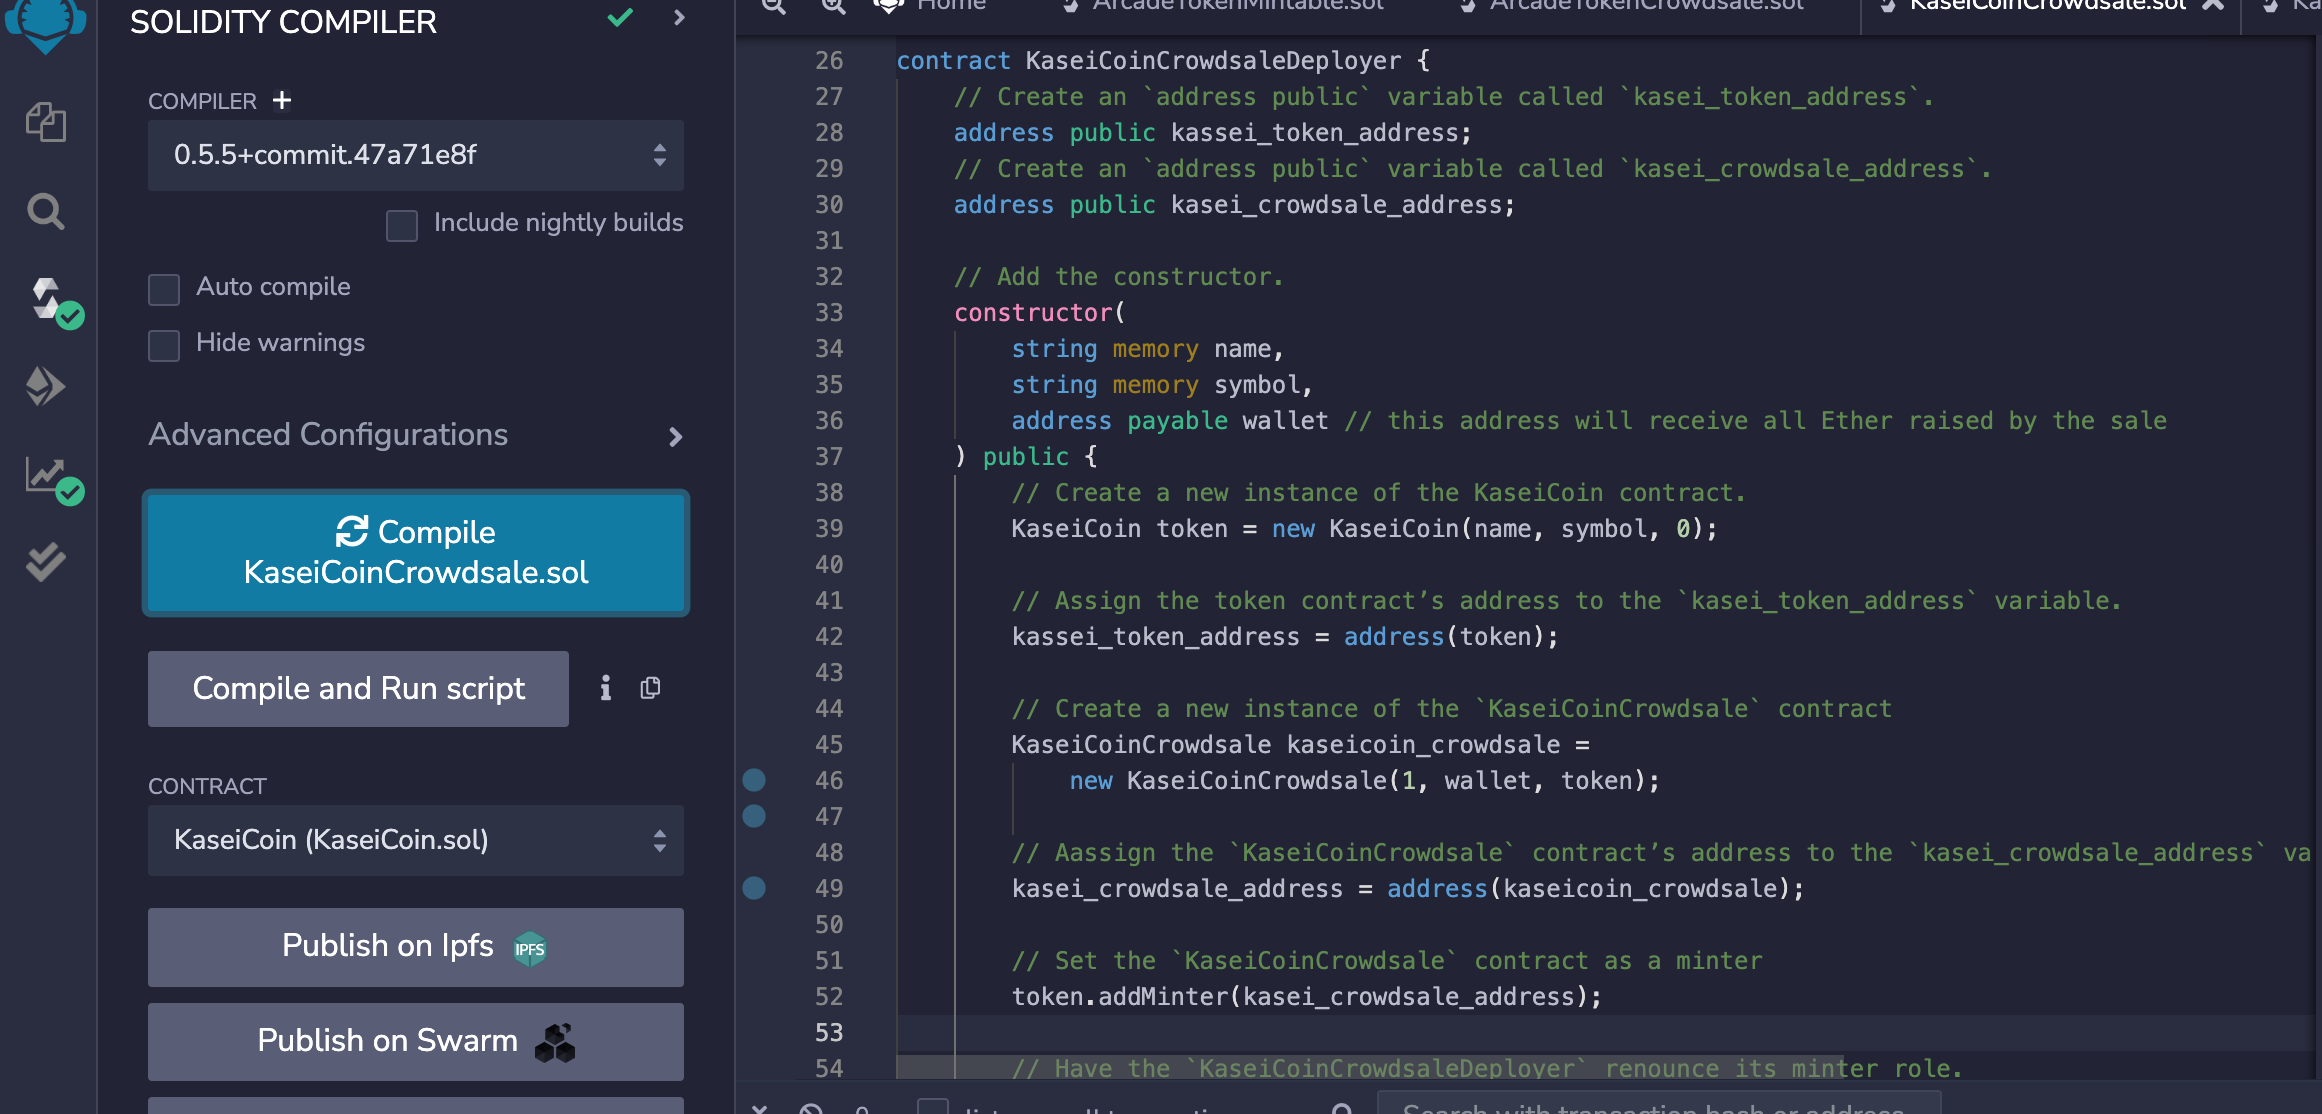 SOLIDITY COMPILER
COMPILER +
0.5.5+commit.47a71e8f
Include nightly builds
Auto compile
Hide warnings
Advanced Configurations
Compile
KaseiCoinCrowdsale.sol
Compile and Run script
CONTRACT
KaseiCoin (KaseiCoin.sol)
Publish on Ipfs IPFS
Publish on Swarm
Home ArcadeTokenMintable.sol ArcadeTokenCrowdsale.sol KaseiCoinCrowdsale.sol Ka
26 contract KaseiCoinCrowdsaleDeployer {
27 // Create an `address public` variable called `kasei_token_address`.
28 address public kassei_token_address;
29 // Create an `address public` variable called `kasei_crowdsale_address`.
30 address public kasei_crowdsale_address;
31
32 // Add the constructor.
33 constructor(
34 string memory name,
35 string memory symbol,
36 address payable wallet // this address will receive all Ether raised by the sale
37 ) public {
38 // Create a new instance of the KaseiCoin contract.
39 KaseiCoin token = new KaseiCoin(name, symbol, 0);
40
41 // Assign the token contract’s address to the `kasei_token_address` variable.
42 kassei_token_address = address(token);
43
44 // Create a new instance of the `KaseiCoinCrowdsale` contract
45 KaseiCoinCrowdsale kaseicoin_crowdsale =
46 new KaseiCoinCrowdsale(1, wallet, token);
47
48 // Aassign the `KaseiCoinCrowdsale` contract’s address to the `kasei_crowdsale_address` va
49 kasei_crowdsale_address = address(kaseicoin_crowdsale);
50
51 // Set the `KaseiCoinCrowdsale` contract as a minter
52 token.addMinter(kasei_crowdsale_address);
53
54 // Have the `KaseiCoinCrowdsaleDeployer` renounce its minter role.
0 Search with transaction hash or address